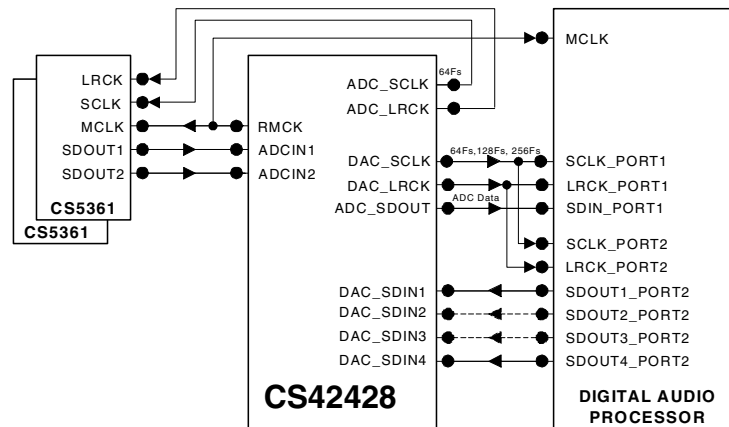 LRCK
SCLK
MCLK
SDOUT1
SDOUT2
CS5361
CS5361
ADC_SCLK
64Fs
ADC_LRCK
RMCK
ADCIN1
ADCIN2
DAC_SCLK
64Fs,128Fs, 256Fs
DAC_LRCK
ADC_SDOUT
ADC Data
DAC_SDIN1
DAC_SDIN2
DAC_SDIN3
DAC_SDIN4
CS42428
MCLK
SCLK_PORT1
LRCK_PORT1
SDIN_PORT1
SCLK_PORT2
LRCK_PORT2
SDOUT1_PORT2
SDOUT2_PORT2
SDOUT3_PORT2
SDOUT4_PORT2
DIGITAL AUDIO
PROCESSOR